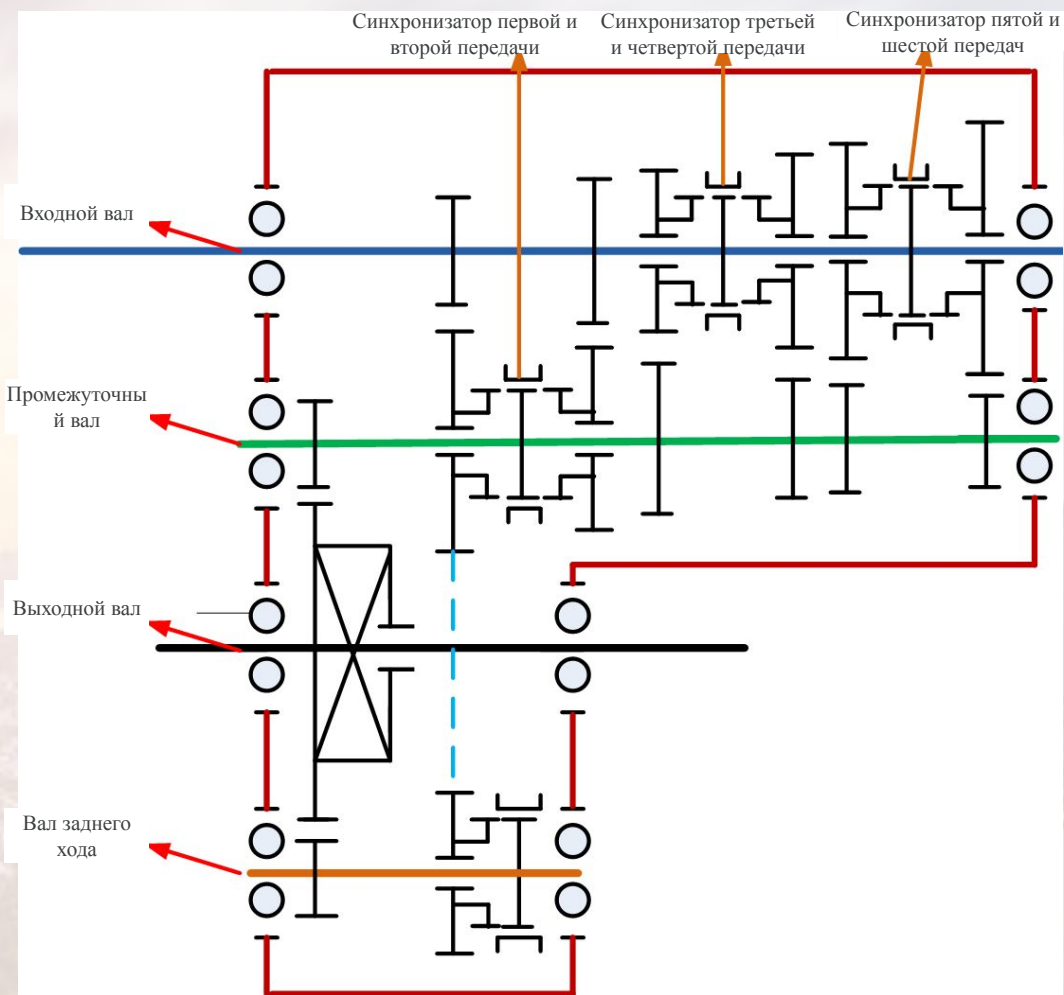 Синхронизатор первой и
второй передачи
Синхронизатор третьей
и четвертой передачи
Синхронизатор пятой и
шестой передач
Входной вал
Промежуточны
й вал
Выходной вал
Вал заднего
хода